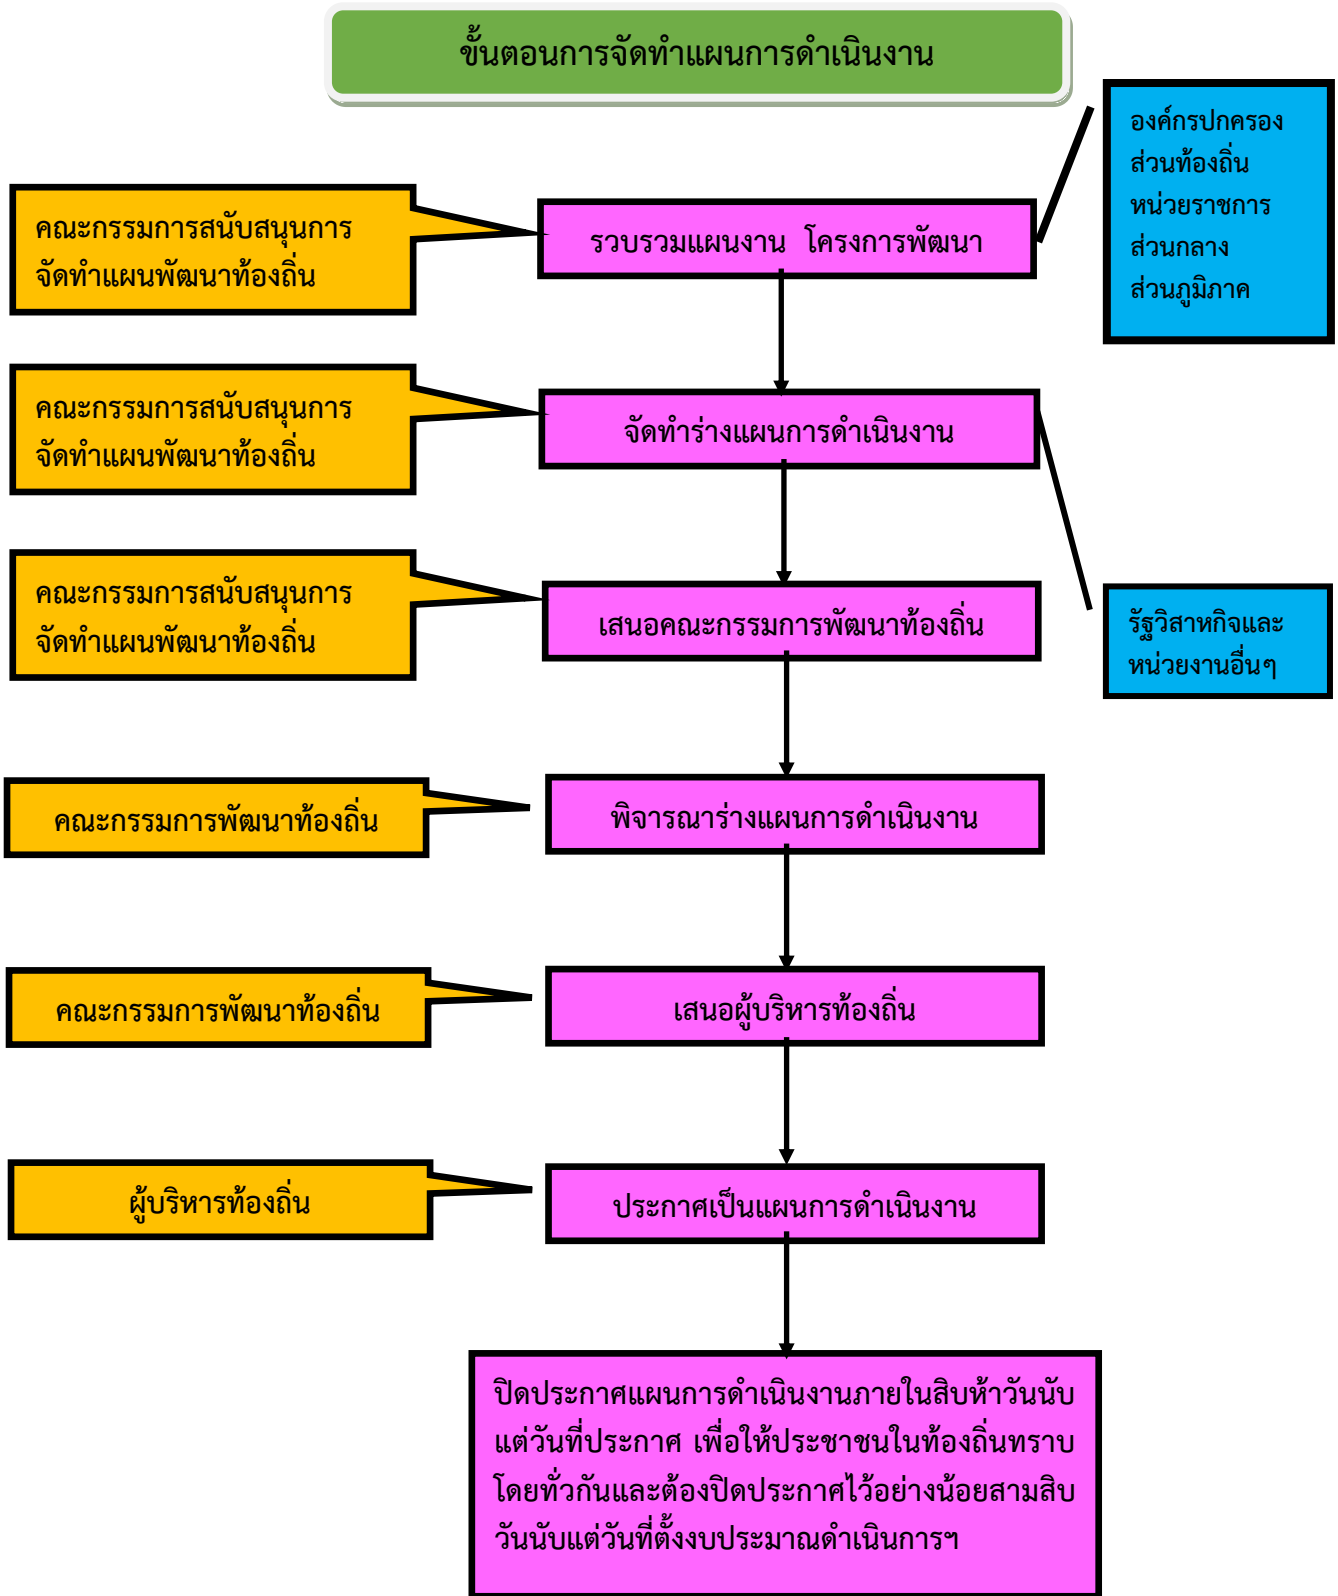 ขั้นตอนการจัดทำแผนการดำเนินงาน
องค์กรปกครอง
ส่วนท้องถิ่น
หน่วยราชการ
ส่วนกลาง
ส่วนภูมิภาค
คณะกรรมการสนับสนุนการ
จัดทำแผนพัฒนาท้องถิ่น
รวบรวมแผนงาน โครงการพัฒนา
คณะกรรมการสนับสนุนการ
จัดทำแผนพัฒนาท้องถิ่น
จัดทำร่างแผนการดำเนินงาน
คณะกรรมการสนับสนุนการ
จัดทำแผนพัฒนาท้องถิ่น
เสนอคณะกรรมการพัฒนาท้องถิ่น
รัฐวิสาหกิจและ
หน่วยงานอื่นๆ
คณะกรรมการพัฒนาท้องถิ่น
พิจารณาร่างแผนการดำเนินงาน
คณะกรรมการพัฒนาท้องถิ่น
เสนอผู้บริหารท้องถิ่น
ผู้บริหารท้องถิ่น
ประกาศเป็นแผนการดำเนินงาน
ปิดประกาศแผนการดำเนินงานภายในสิบห้าวันนับ
แต่วันที่ประกาศ เพื่อให้ประชาชนในท้องถิ่นทราบ
โดยทั่วกันและต้องปิดประกาศไว้อย่างน้อยสามสิบ
วันนับแต่วันที่ตั้งงบประมาณดำเนินการฯ